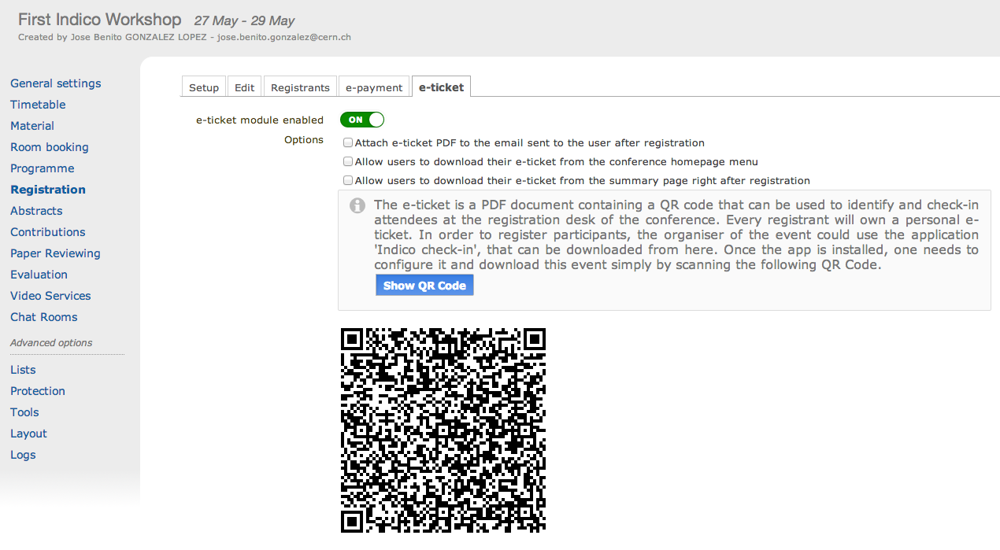 First Indico Workshop 27 May - 29 May
Created by Jose Benito GONZALEZ LOPEZ - jose.benito.gonzalez@cern.ch
General settings
Timetable
Material
Room booking
Programme
Registration
Abstracts
Contributions
Paper Reviewing
Evaluation
Video Services
Chat Rooms
Advanced options
Lists
Protection
Tools
Layout
Logs
Setup
Edit
Registrants
e-payment
e-ticket
e-ticket module enabled
ON
Options
Attach e-ticket PDF to the email sent to the user after registration
Allow users to download their e-ticket from the conference homepage menu
Allow users to download their e-ticket from the summary page right after registration
The e-ticket is a PDF document containing a QR code that can be used to identify and check-in
attendees at the registration desk of the conference. Every registrant will own a personal e-
ticket. In order to register participants, the organiser of the event could use the application
'Indico check-in', that can be downloaded from here. Once the app is installed, one needs to
configure it and download this event simply by scanning the following QR Code.
Show QR Code